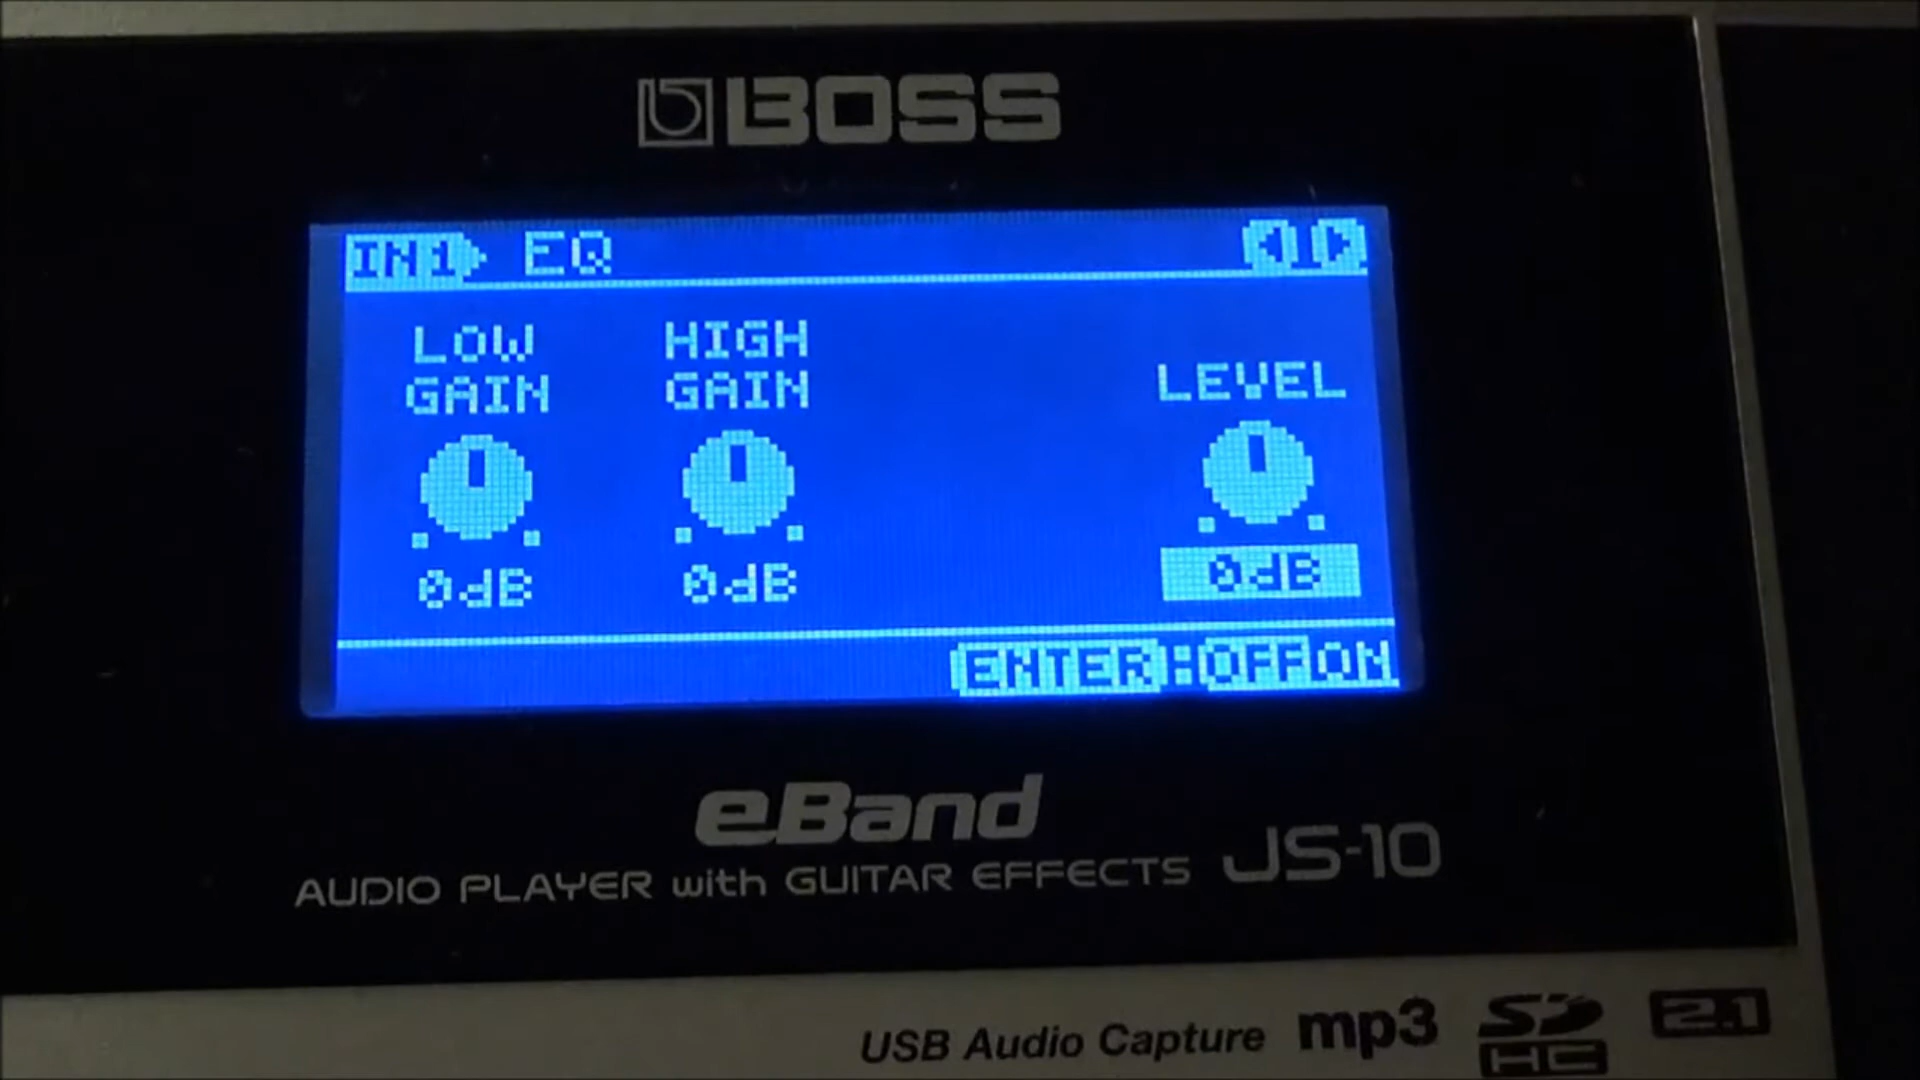 BOSS
IN1 EQ
LOW GAIN
HIGH GAIN
LEVEL
0dB 0dB 0dB
ENTER:OFF ON
eBand
AUDIO PLAYER with GUITAR EFFECTS JS-10
USB Audio Capture mp3 SD HC 2.1